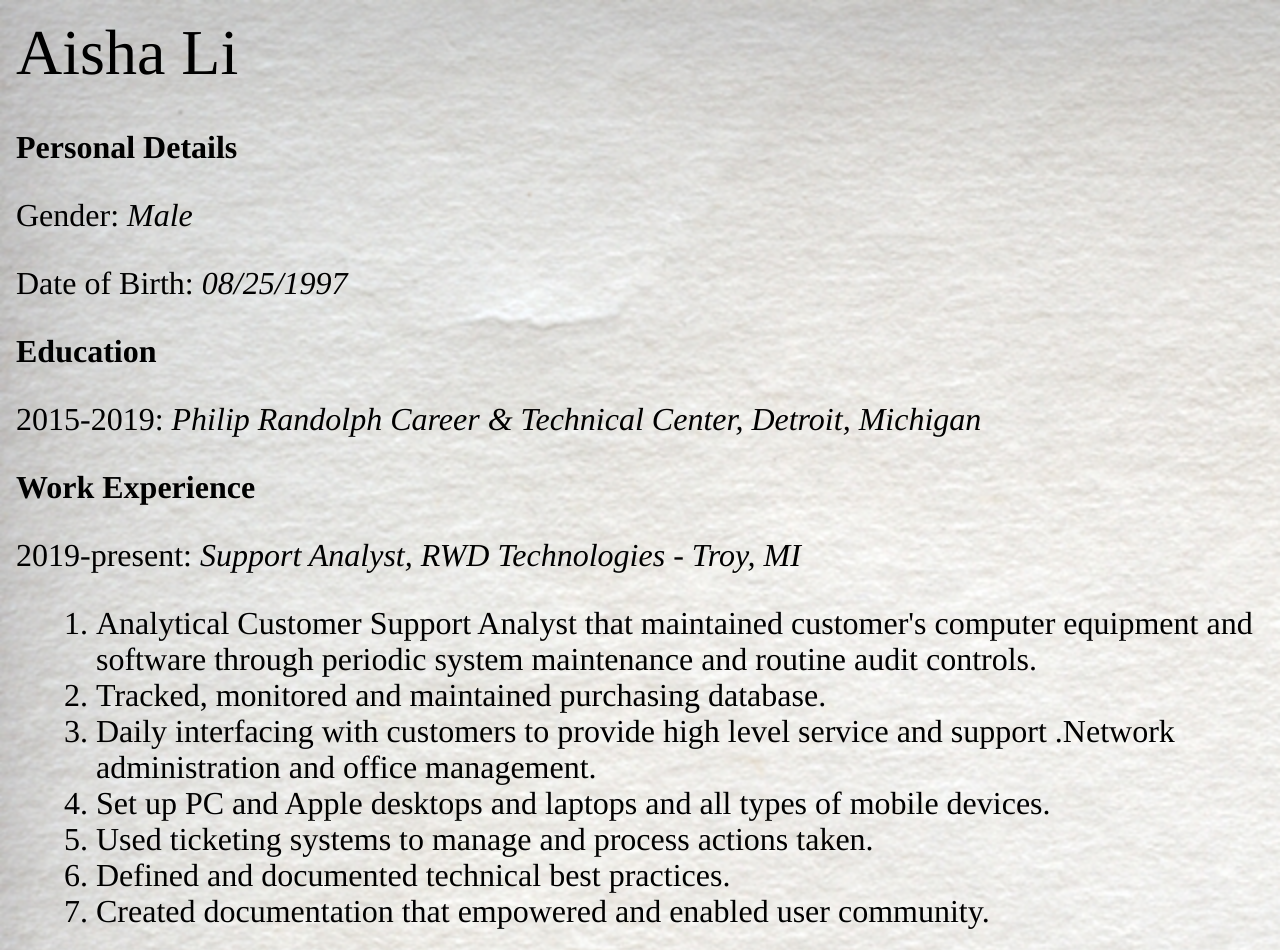 Aisha Li
Personal Details
Gender: Male
Date of Birth: 08/25/1997
Education
2015-2019: Philip Randolph Career & Technical Center, Detroit, Michigan
Work Experience
2019-present: Support Analyst, RWD Technologies - Troy, MI
1. Analytical Customer Support Analyst that maintained customer's computer equipment and
software through periodic system maintenance and routine audit controls.
2. Tracked, monitored and maintained purchasing database.
3. Daily interfacing with customers to provide high level service and support .Network
administration and office management.
4. Set up PC and Apple desktops and laptops and all types of mobile devices.
5. Used ticketing systems to manage and process actions taken.
6. Defined and documented technical best practices.
7. Created documentation that empowered and enabled user community.